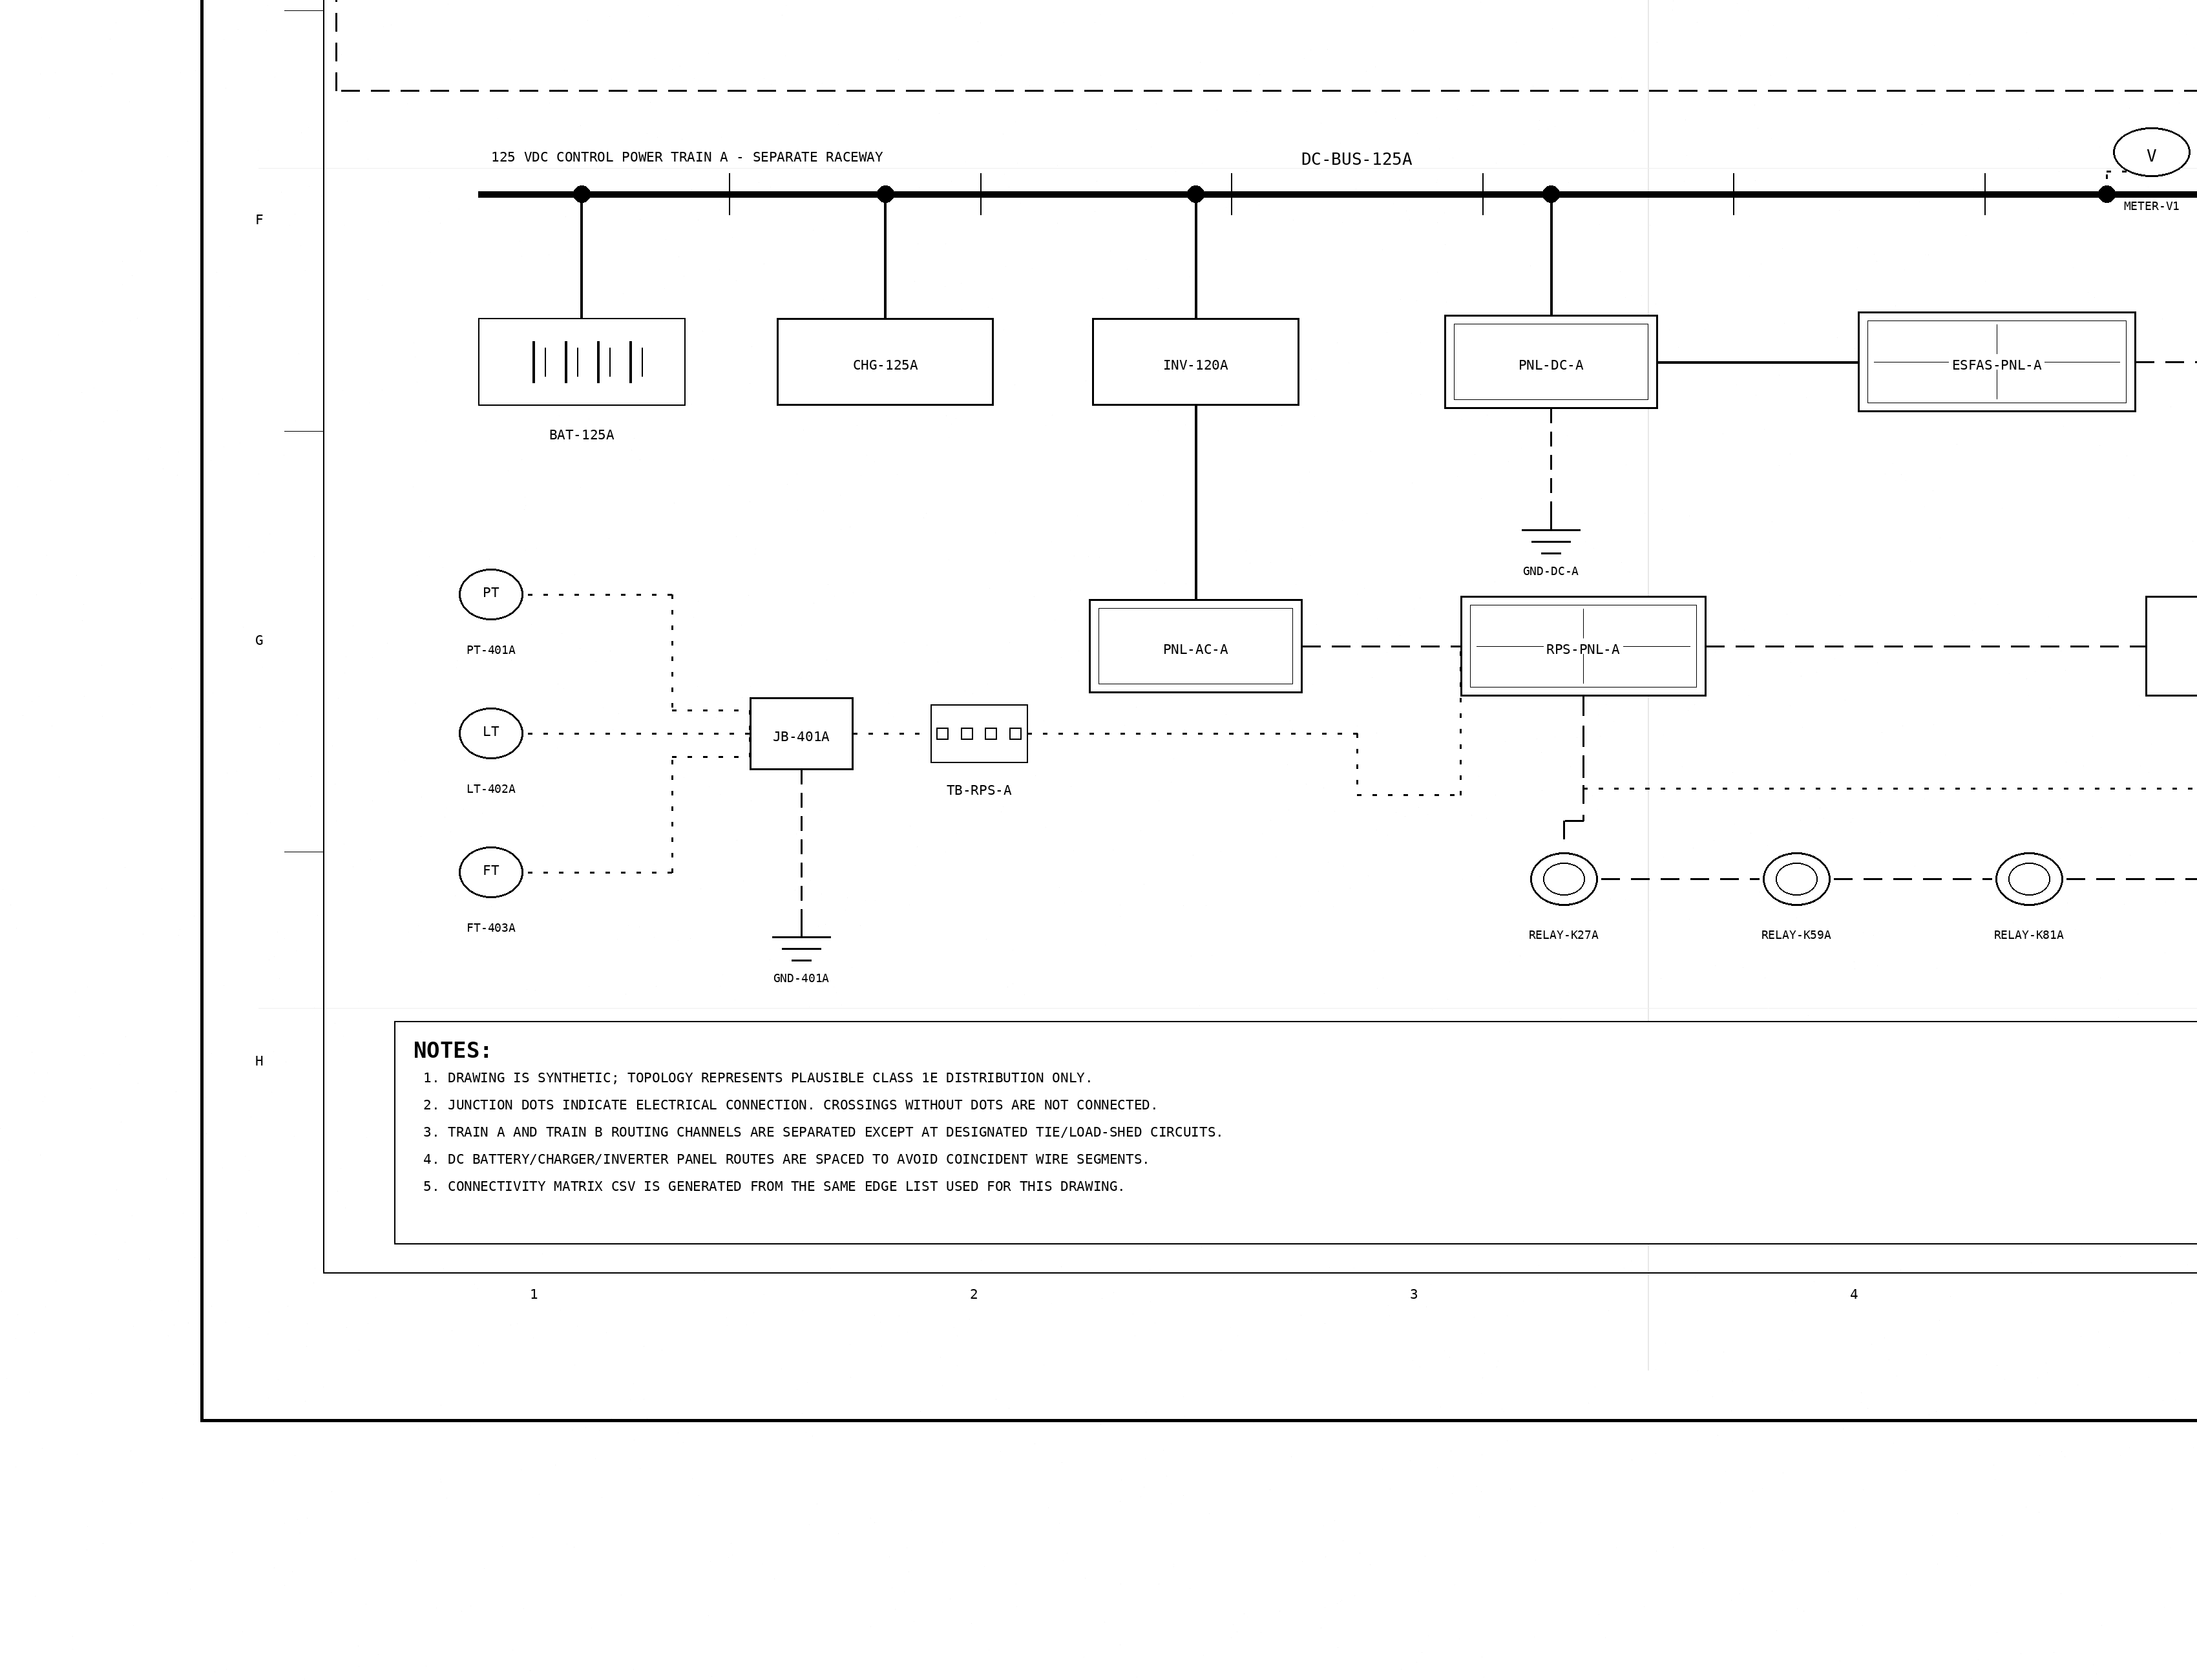 125 VDC CONTROL POWER TRAIN A - SEPARATE RACEWAY
DC-BUS-125A
V
METER-V1
F
CHG-125A
INV-120A
PNL-DC-A
ESFAS-PNL-A
BAT-125A
GND-DC-A
PT
PT-401A
G
PNL-AC-A
RPS-PNL-A
LT
JB-401A
LT-402A
TB-RPS-A
FT
FT-403A
RELAY-K27A
RELAY-K59A
RELAY-K81A
GND-401A
H
NOTES:
1. DRAWING IS SYNTHETIC; TOPOLOGY REPRESENTS PLAUSIBLE CLASS 1E DISTRIBUTION ONLY.
2. JUNCTION DOTS INDICATE ELECTRICAL CONNECTION. CROSSINGS WITHOUT DOTS ARE NOT CONNECTED.
3. TRAIN A AND TRAIN B ROUTING CHANNELS ARE SEPARATED EXCEPT AT DESIGNATED TIE/LOAD-SHED CIRCUITS.
4. DC BATTERY/CHARGER/INVERTER PANEL ROUTES ARE SPACED TO AVOID COINCIDENT WIRE SEGMENTS.
5. CONNECTIVITY MATRIX CSV IS GENERATED FROM THE SAME EDGE LIST USED FOR THIS DRAWING.
1
2
3
4